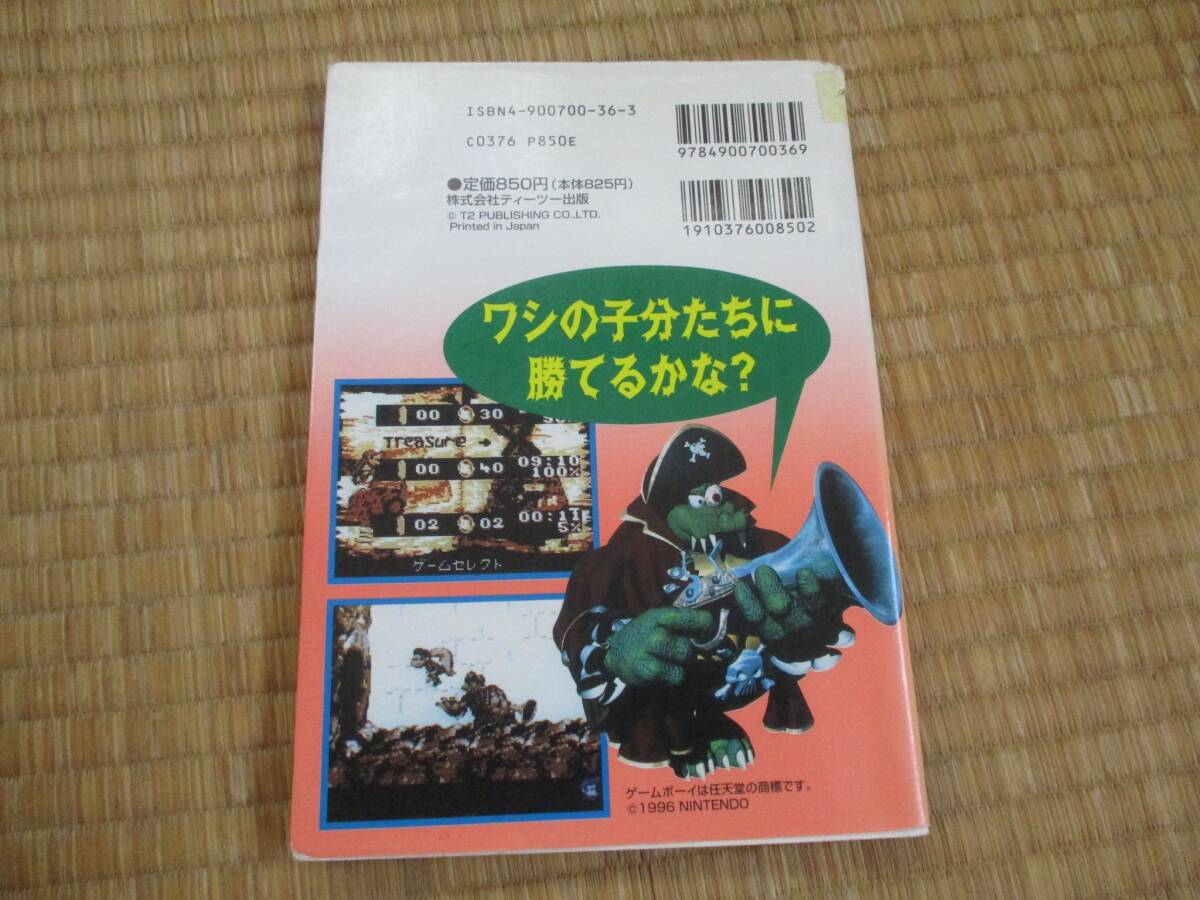 ISBN4-900700-36-3
C0376 P850E
9784900700369
●定価850円(本体825円)
株式会社ティーツー出版
© T2 PUBLISHING CO.,LTD.
Printed in Japan
1910376008502
ワシの子分たちに
勝てるかな?
00 30
Treasure →
00 40 09:10
100%
02 02 00:11
5%
ゲームセレクト
ゲームボーイは任天堂の商標です。
©1996 NINTENDO